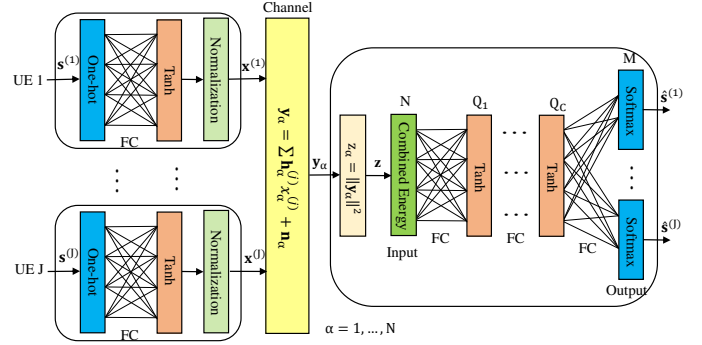 Channel
UE 1
s^(1)
One-hot
FC
Tanh
Normalization
x^(1)
UE J
s^(J)
One-hot
FC
Tanh
Normalization
x^(J)
y_α = ∑ h_α^(j) x_α^(j) + n_α
y_α
z_α = ‖y_α‖²
z
N
Combined Energy
Input
FC
Q_1
Tanh
FC
Q_C
Tanh
FC
M
Softmax
ŝ^(1)
Softmax
ŝ^(J)
Output
α = 1, ..., N